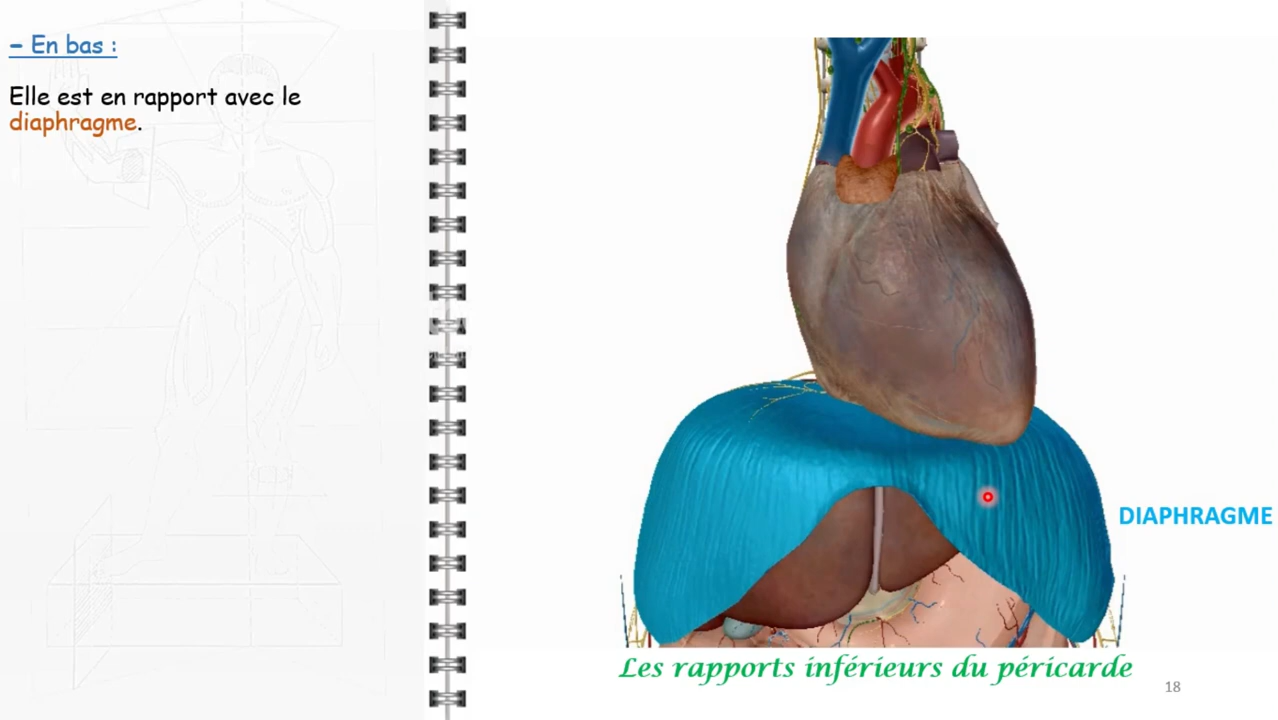 – En bas :
Elle est en rapport avec le
diaphragme.
DIAPHRAGME
Les rapports inférieurs du péricarde
18